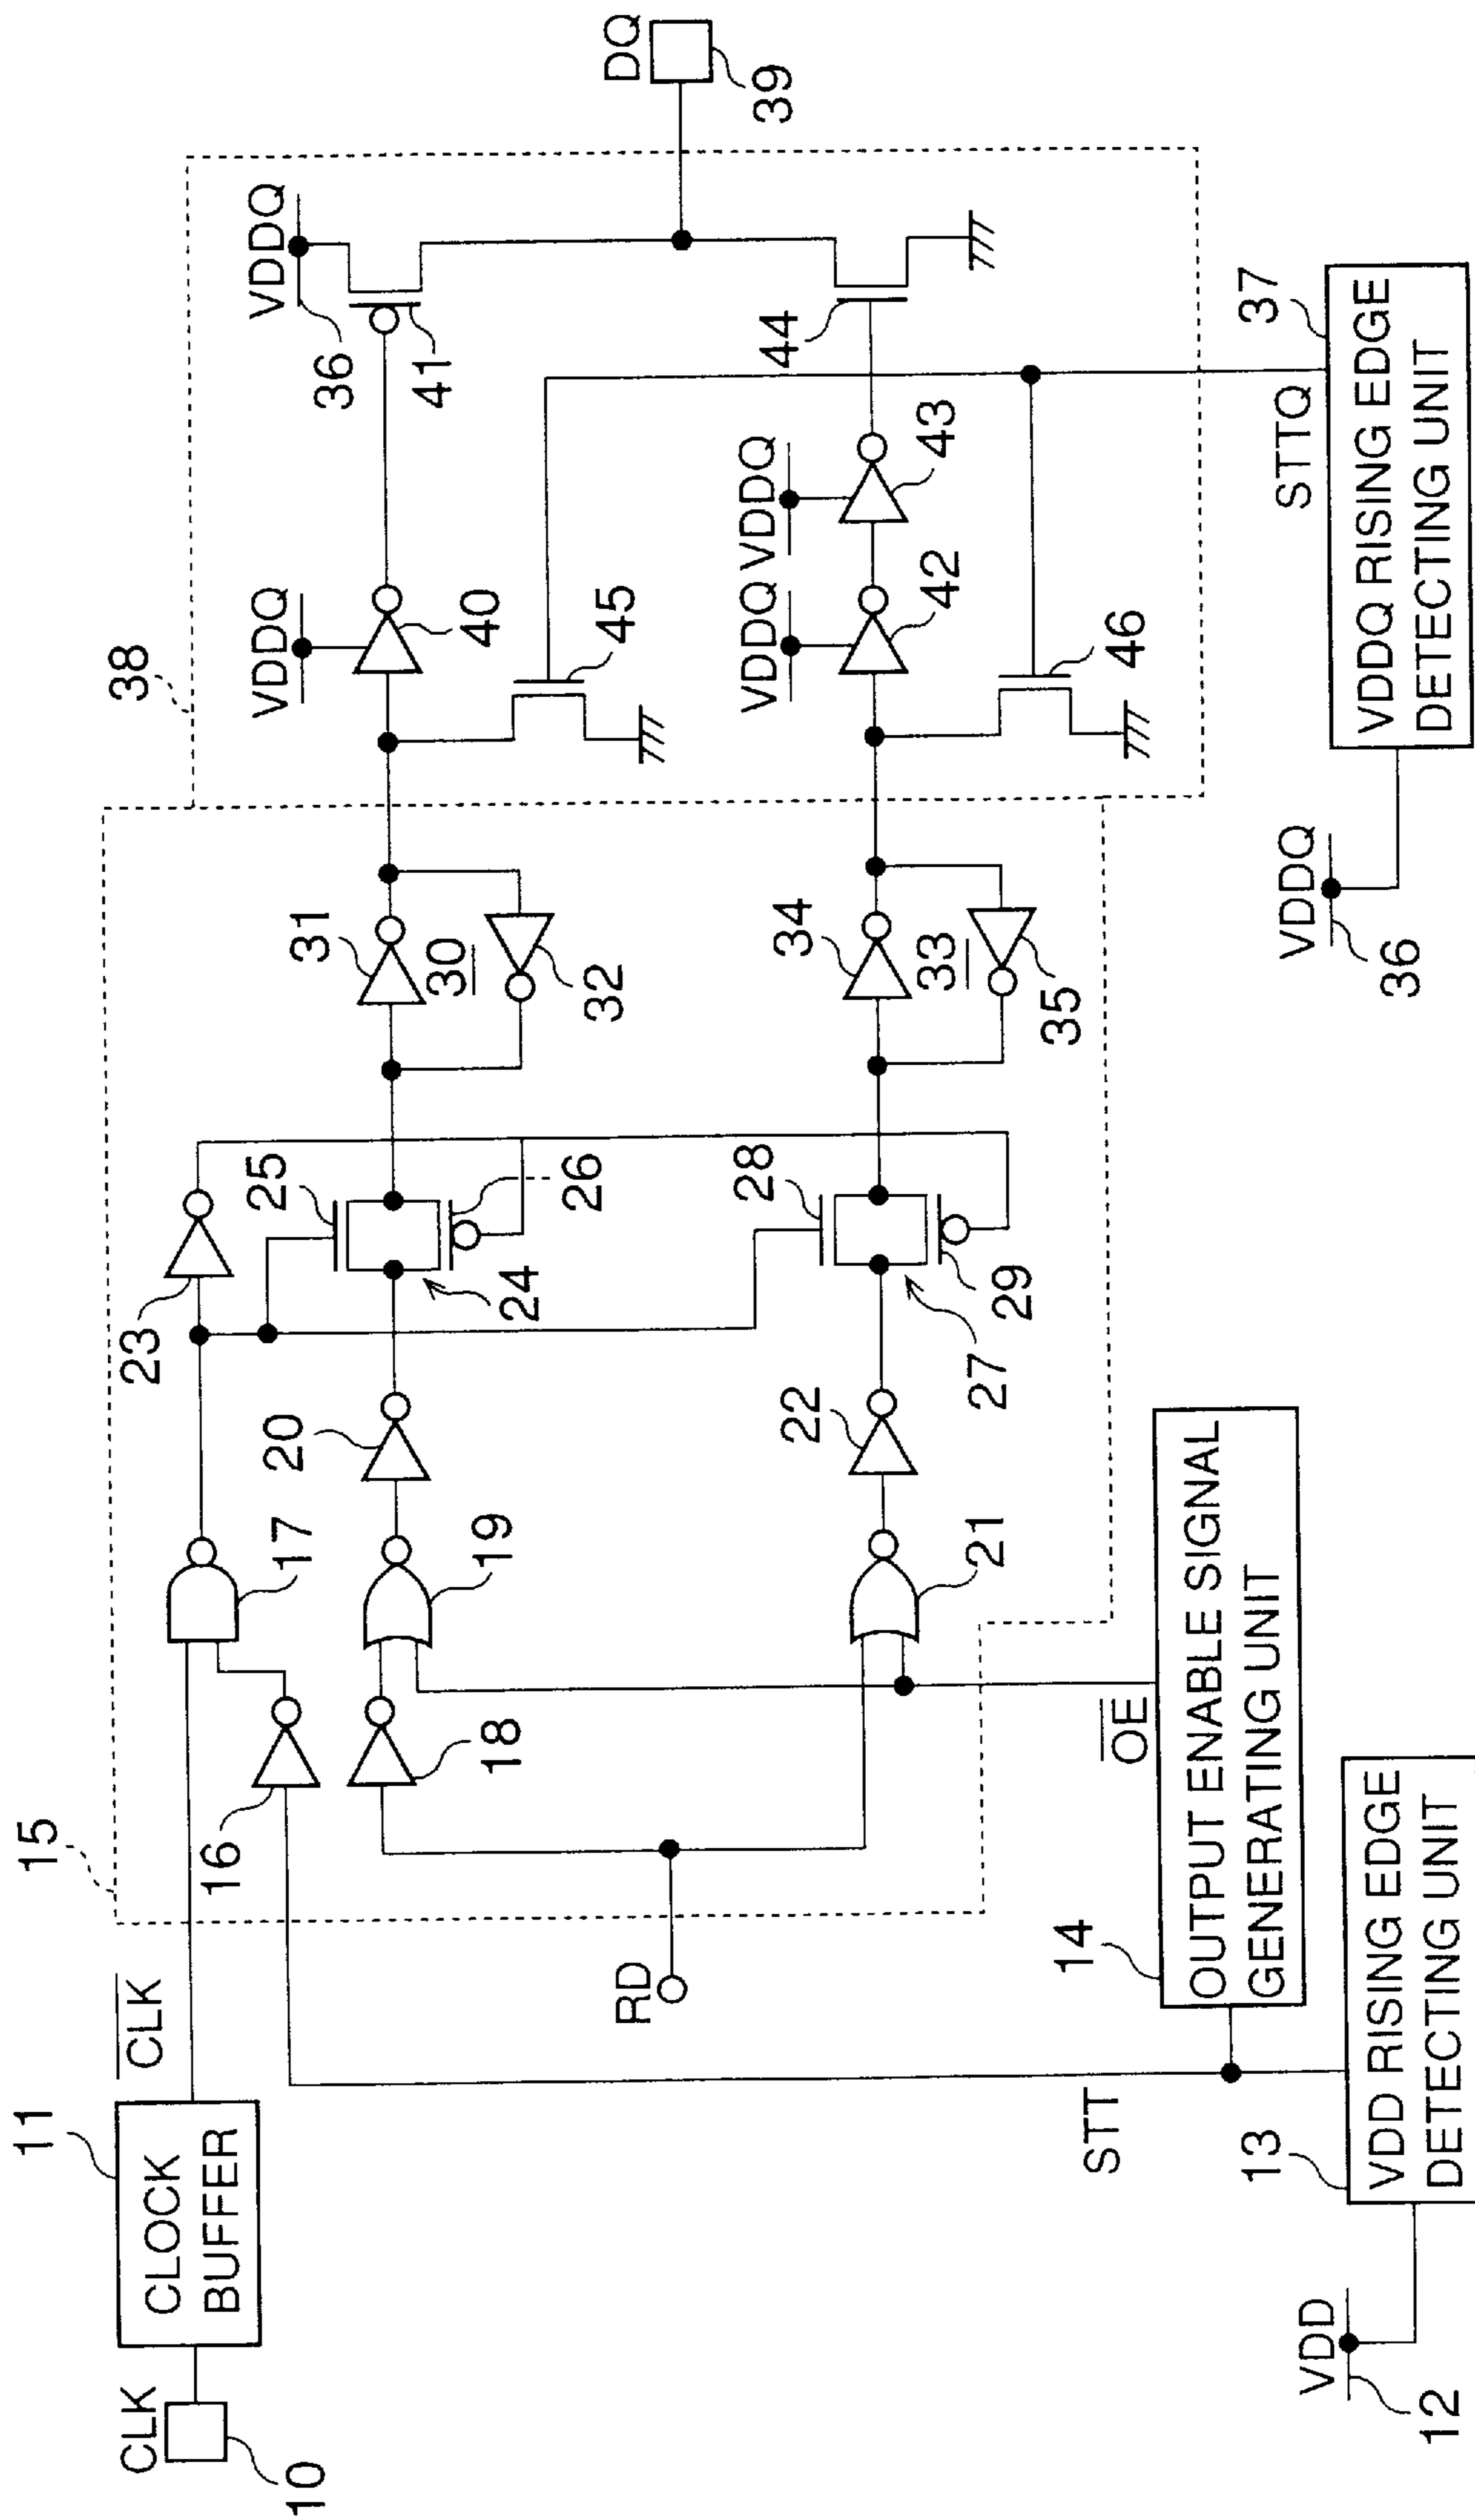 CLK
10
11
CLOCK
BUFFER
CLK
VDD
12
13
VDD RISING EDGE
DETECTING UNIT
STT
14
OUTPUT ENABLE SIGNAL
GENERATING UNIT
OE
RD
15
16
17
18
19
20
21
22
23
24
25
26
27
28
29
30
31
32
33
34
35
38
VDDQ
40
45
VDDQ
36
41
VDDQ
VDDQ
42
43
44
46
DQ
39
VDDQ
36
37
STTQ
VDDQ RISING EDGE
DETECTING UNIT